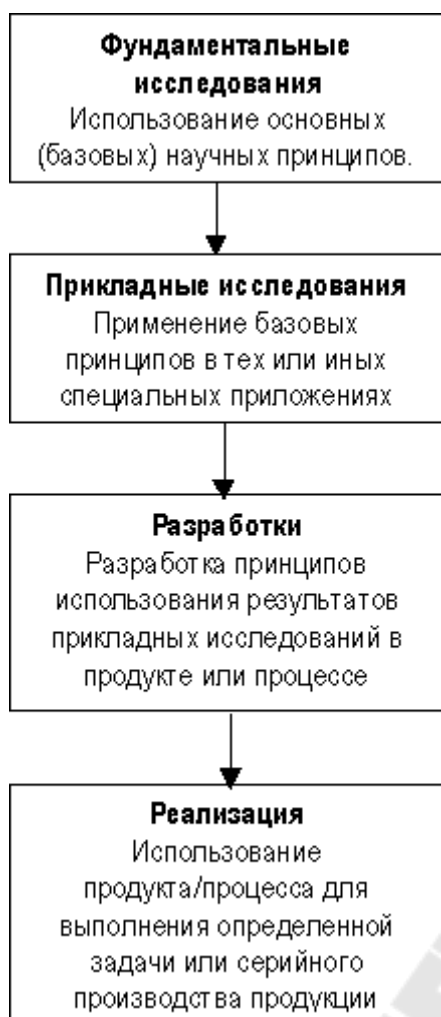 Фундаментальные
исследования
Использование основных
(базовых) научных принципов.
Прикладные исследования
Применение базовых
принципов в тех или иных
специальных приложениях
Разработки
Разработка принципов
использования результатов
прикладных исследований в
продукте или процессе
Реализация
Использование
продукта/процесса для
выполнения определенной
задачи или серийного
производства продукции